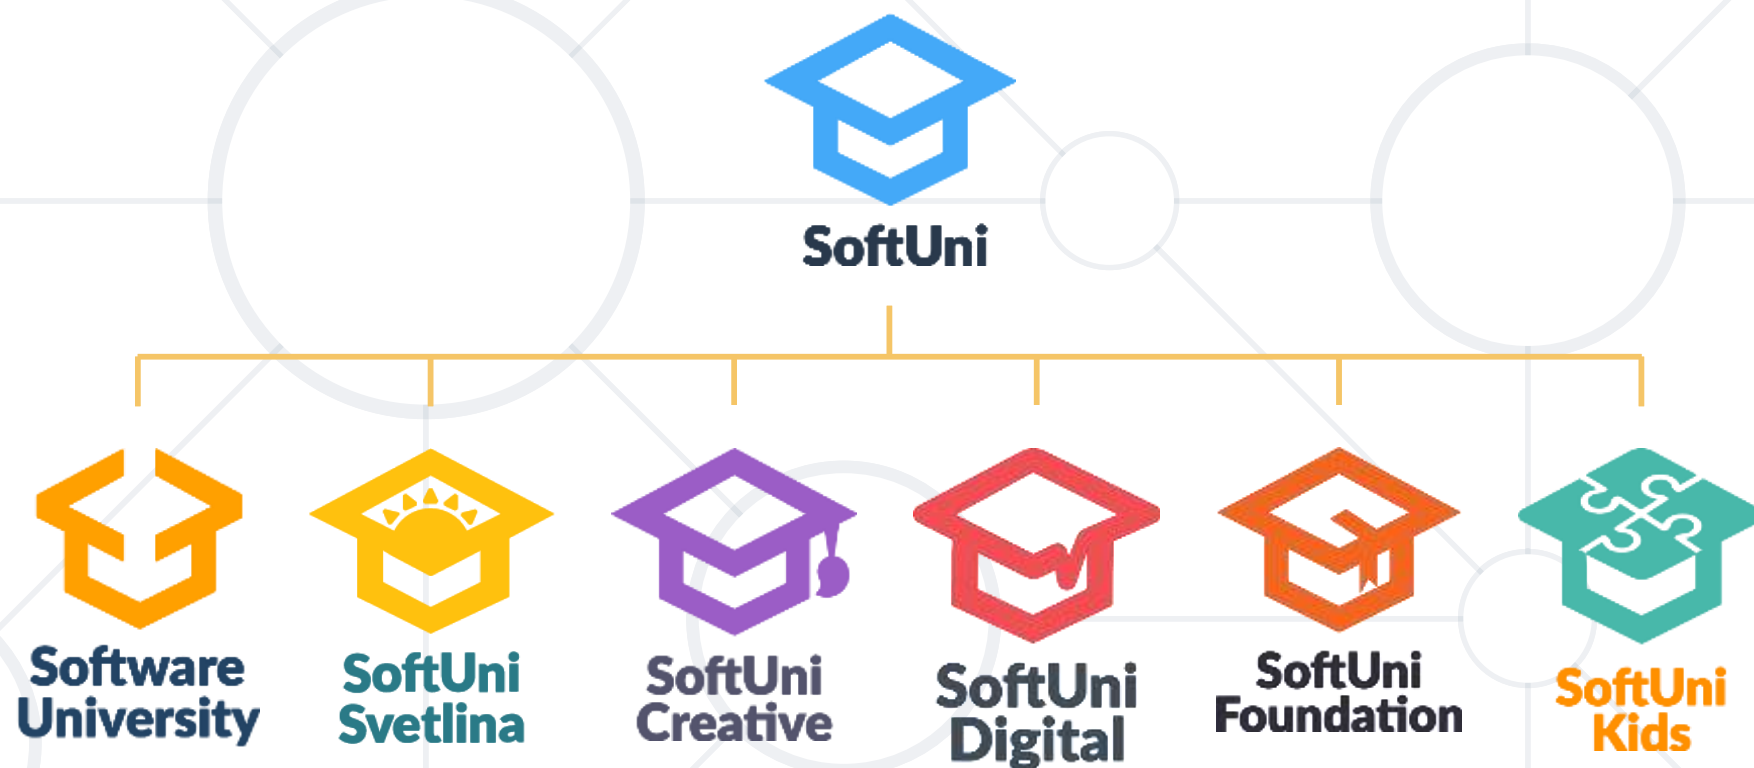 SoftUni
Software
University
SoftUni
Svetlina
SoftUni
Creative
SoftUni
Digital
SoftUni
Foundation
SoftUni
Kids